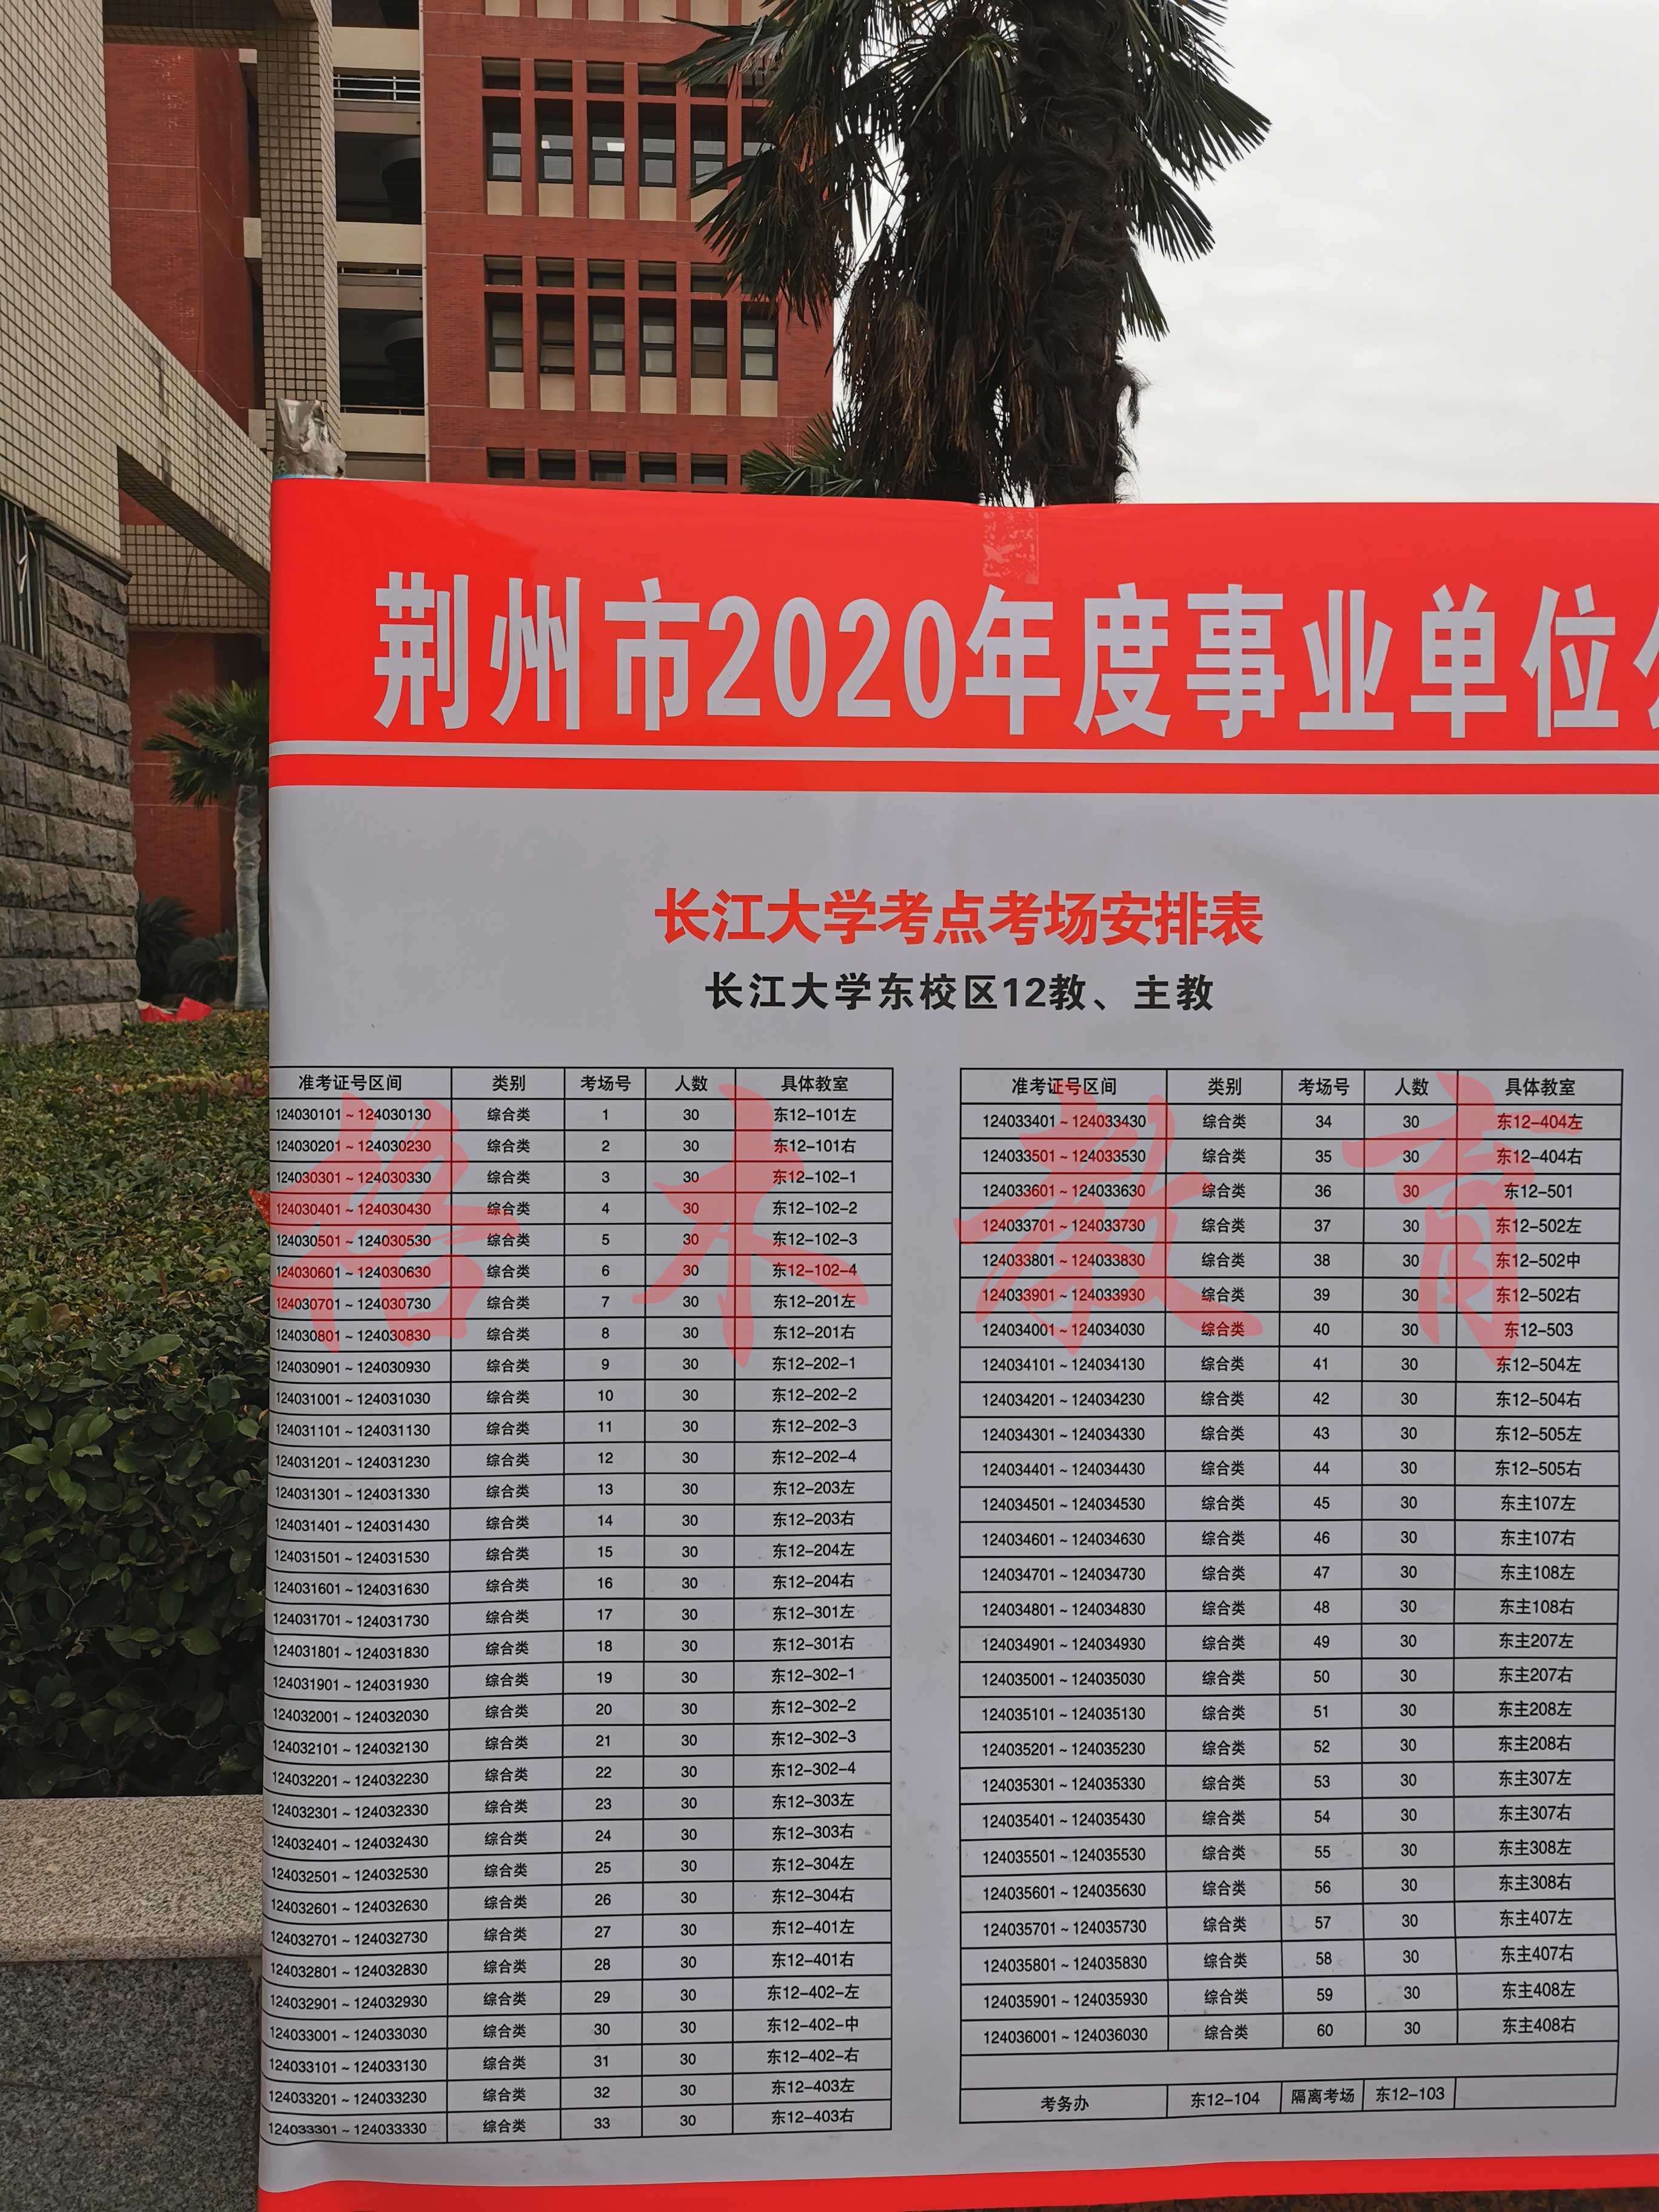 荆州市2020年度事业单位
长江大学考点考场安排表
长江大学东校区12教、主教
准考证号区间 类别 考场号 人数 具体教室
124030101~124030130 综合类 1 30 东12-101左
124030201~124030230 综合类 2 30 东12-101右
124030301~124030330 综合类 3 30 东12-102-1
124030401~124030430 综合类 4 30 东12-102-2
124030501~124030530 综合类 5 30 东12-102-3
124030601~124030630 综合类 6 30 东12-102-4
124030701~124030730 综合类 7 30 东12-201左
124030801~124030830 综合类 8 30 东12-201右
124030901~124030930 综合类 9 30 东12-202-1
124031001~124031030 综合类 10 30 东12-202-2
124031101~124031130 综合类 11 30 东12-202-3
124031201~124031230 综合类 12 30 东12-202-4
124031301~124031330 综合类 13 30 东12-203左
124031401~124031430 综合类 14 30 东12-203右
124031501~124031530 综合类 15 30 东12-204左
124031601~124031630 综合类 16 30 东12-204右
124031701~124031730 综合类 17 30 东12-301左
124031801~124031830 综合类 18 30 东12-301右
124031901~124031930 综合类 19 30 东12-302-1
124032001~124032030 综合类 20 30 东12-302-2
124032101~124032130 综合类 21 30 东12-302-3
124032201~124032230 综合类 22 30 东12-302-4
124032301~124032330 综合类 23 30 东12-303左
124032401~124032430 综合类 24 30 东12-303右
124032501~124032530 综合类 25 30 东12-304左
124032601~124032630 综合类 26 30 东12-304右
124032701~124032730 综合类 27 30 东12-401左
124032801~124032830 综合类 28 30 东12-401右
124032901~124032930 综合类 29 30 东12-402-左
124033001~124033030 综合类 30 30 东12-402-中
124033101~124033130 综合类 31 30 东12-402-右
124033201~124033230 综合类 32 30 东12-403左
124033301~124033330 综合类 33 30 东12-403右
准考证号区间 类别 考场号 人数 具体教室
124033401~124033430 综合类 34 30 东12-404左
124033501~124033530 综合类 35 30 东12-404右
124033601~124033630 综合类 36 30 东12-501
124033701~124033730 综合类 37 30 东12-502左
124033801~124033830 综合类 38 30 东12-502中
124033901~124033930 综合类 39 30 东12-502右
124034001~124034030 综合类 40 30 东12-503
124034101~124034130 综合类 41 30 东12-504左
124034201~124034230 综合类 42 30 东12-504右
124034301~124034330 综合类 43 30 东12-505左
124034401~124034430 综合类 44 30 东12-505右
124034501~124034530 综合类 45 30 东主107左
124034601~124034630 综合类 46 30 东主107右
124034701~124034730 综合类 47 30 东主108左
124034801~124034830 综合类 48 30 东主108右
124034901~124034930 综合类 49 30 东主207左
124035001~124035030 综合类 50 30 东主207右
124035101~124035130 综合类 51 30 东主208左
124035201~124035230 综合类 52 30 东主208右
124035301~124035330 综合类 53 30 东主307左
124035401~124035430 综合类 54 30 东主307右
124035501~124035530 综合类 55 30 东主308左
124035601~124035630 综合类 56 30 东主308右
124035701~124035730 综合类 57 30 东主407左
124035801~124035830 综合类 58 30 东主407右
124035901~124035930 综合类 59 30 东主408左
124036001~124036030 综合类 60 30 东主408右
考务办 东12-104 隔离考场 东12-103
木教育